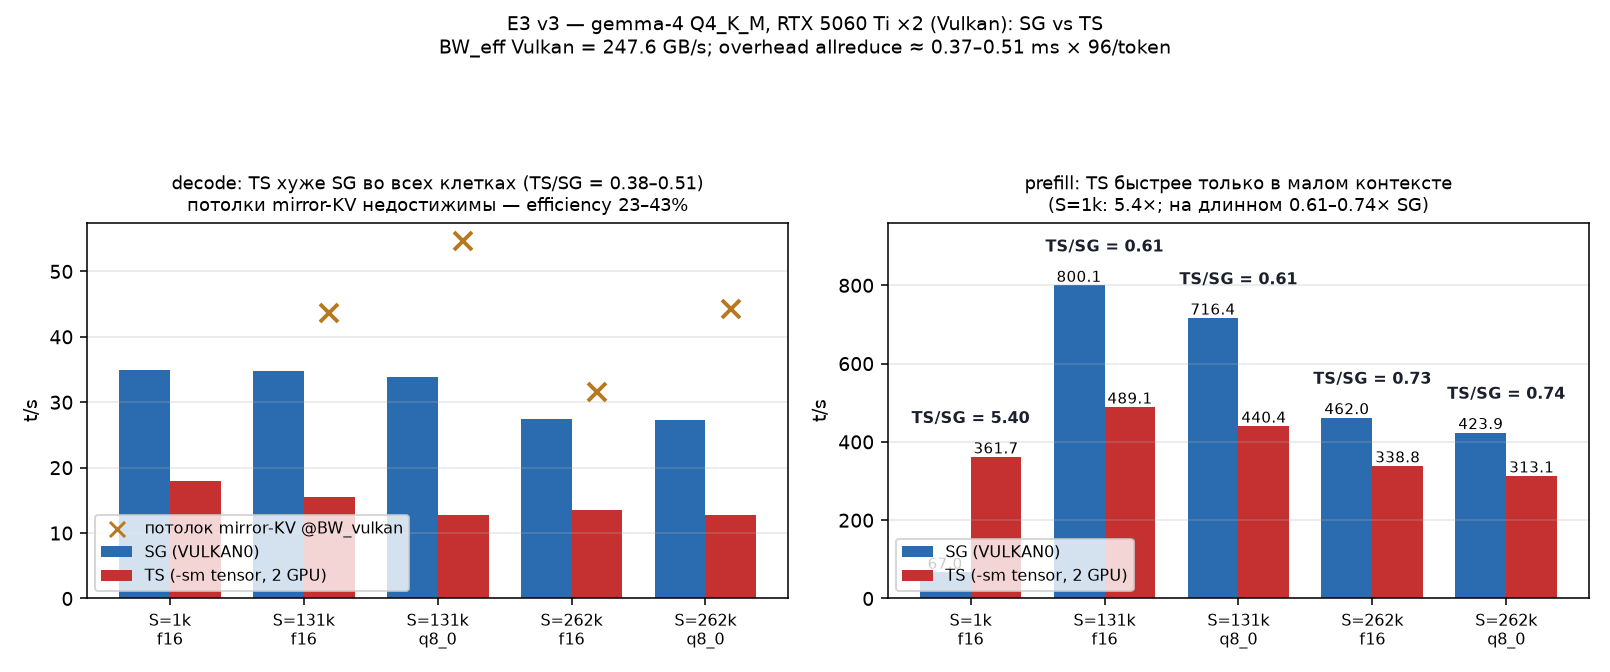 E3 v3 — gemma-4 Q4_K_M, RTX 5060 Ti ×2 (Vulkan): SG vs TS
BW_eff Vulkan = 247.6 GB/s; overhead allreduce ≈ 0.37–0.51 ms × 96/token
decode: TS хуже SG во всех клетках (TS/SG = 0.38–0.51)
потолки mirror-KV недостижимы — efficiency 23–43%
t/s
50
40
30
20
10
0
потолок mirror-KV @BW_vulkan
SG (VULKAN0)
TS (-sm tensor, 2 GPU)
S=1k
f16
S=131k
f16
S=131k
q8_0
S=262k
f16
S=262k
q8_0
prefill: TS быстрее только в малом контексте
(S=1k: 5.4×; на длинном 0.61–0.74× SG)
t/s
800
600
400
200
0
TS/SG = 5.40
361.7
67.0
TS/SG = 0.61
800.1
489.1
TS/SG = 0.61
716.4
440.4
TS/SG = 0.73
462.0
338.8
TS/SG = 0.74
423.9
313.1
SG (VULKAN0)
TS (-sm tensor, 2 GPU)
S=1k
f16
S=131k
f16
S=131k
q8_0
S=262k
f16
S=262k
q8_0